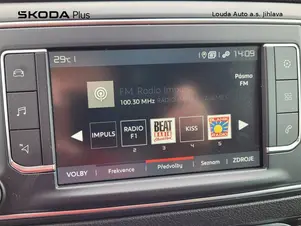 ŠKODA Plus
Louda Auto a.s. Jihlava
29°C
14:09
FM, Radio Im
100.30 MHz
Pásmo
FM
IMPULS
RADIO
F1
BEAT
KISS
2
3
4
5
VOLBY
Frekvence
Předvolby
Seznam
ZDROJE